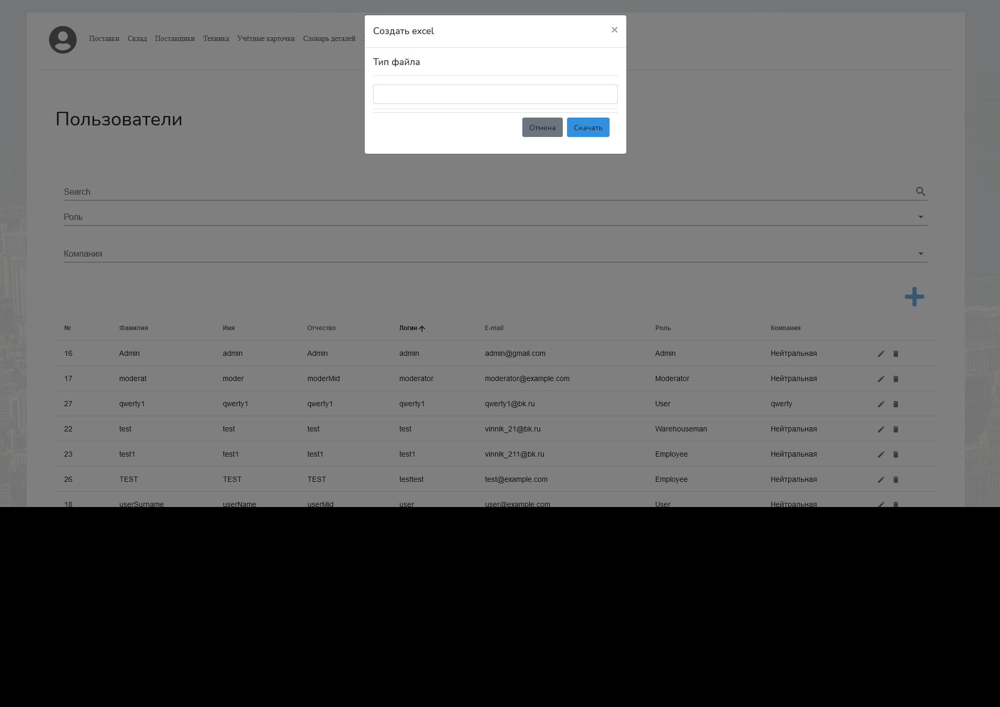 Поставки Склад Поставщики Техника Учётные карточки Словарь деталей
Создать excel ×
Тип файла
Отмена Скачать
Пользователи
Search
Роль
Компания
№ Фамилия Имя Отчество Логин E-mail Роль Компания
16 Admin admin Admin admin admin@gmail.com Admin Нейтральная
17 moderat moder moderMid moderator moderator@example.com Moderator Нейтральная
27 qwerty1 qwerty1 qwerty1 qwerty1 qwerty1@bk.ru User qwerty
22 test test test test vinnik_21@bk.ru Warehouseman Нейтральная
23 test1 test1 test1 test1 vinnik_211@bk.ru Employee Нейтральная
26 TEST TEST TEST testtest test@example.com Employee Нейтральная
18 userSurname userName userMid user user@example.com User Нейтральная